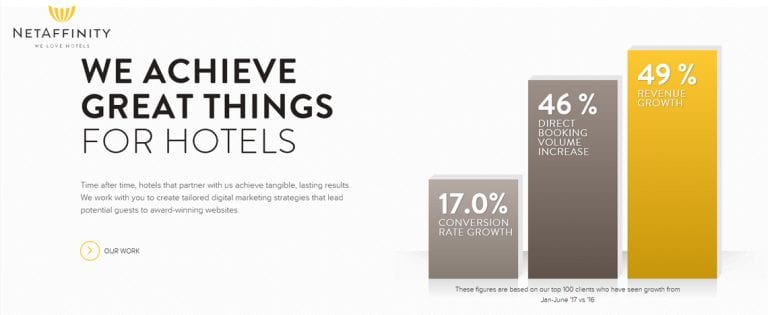 NETAFFINITY
WE LOVE HOTELS
WE ACHIEVE
GREAT THINGS
FOR HOTELS
Time after time, hotels that partner with us achieve tangible, lasting results.
We work with you to create tailored digital marketing strategies that lead
potential guests to award-winning websites.
OUR WORK
17.0%
CONVERSION
RATE GROWTH
46 %
DIRECT
BOOKING
VOLUME
INCREASE
49 %
REVENUE
GROWTH
These figures are based on our top 100 clients who have seen growth from
Jan-June '17 vs '16